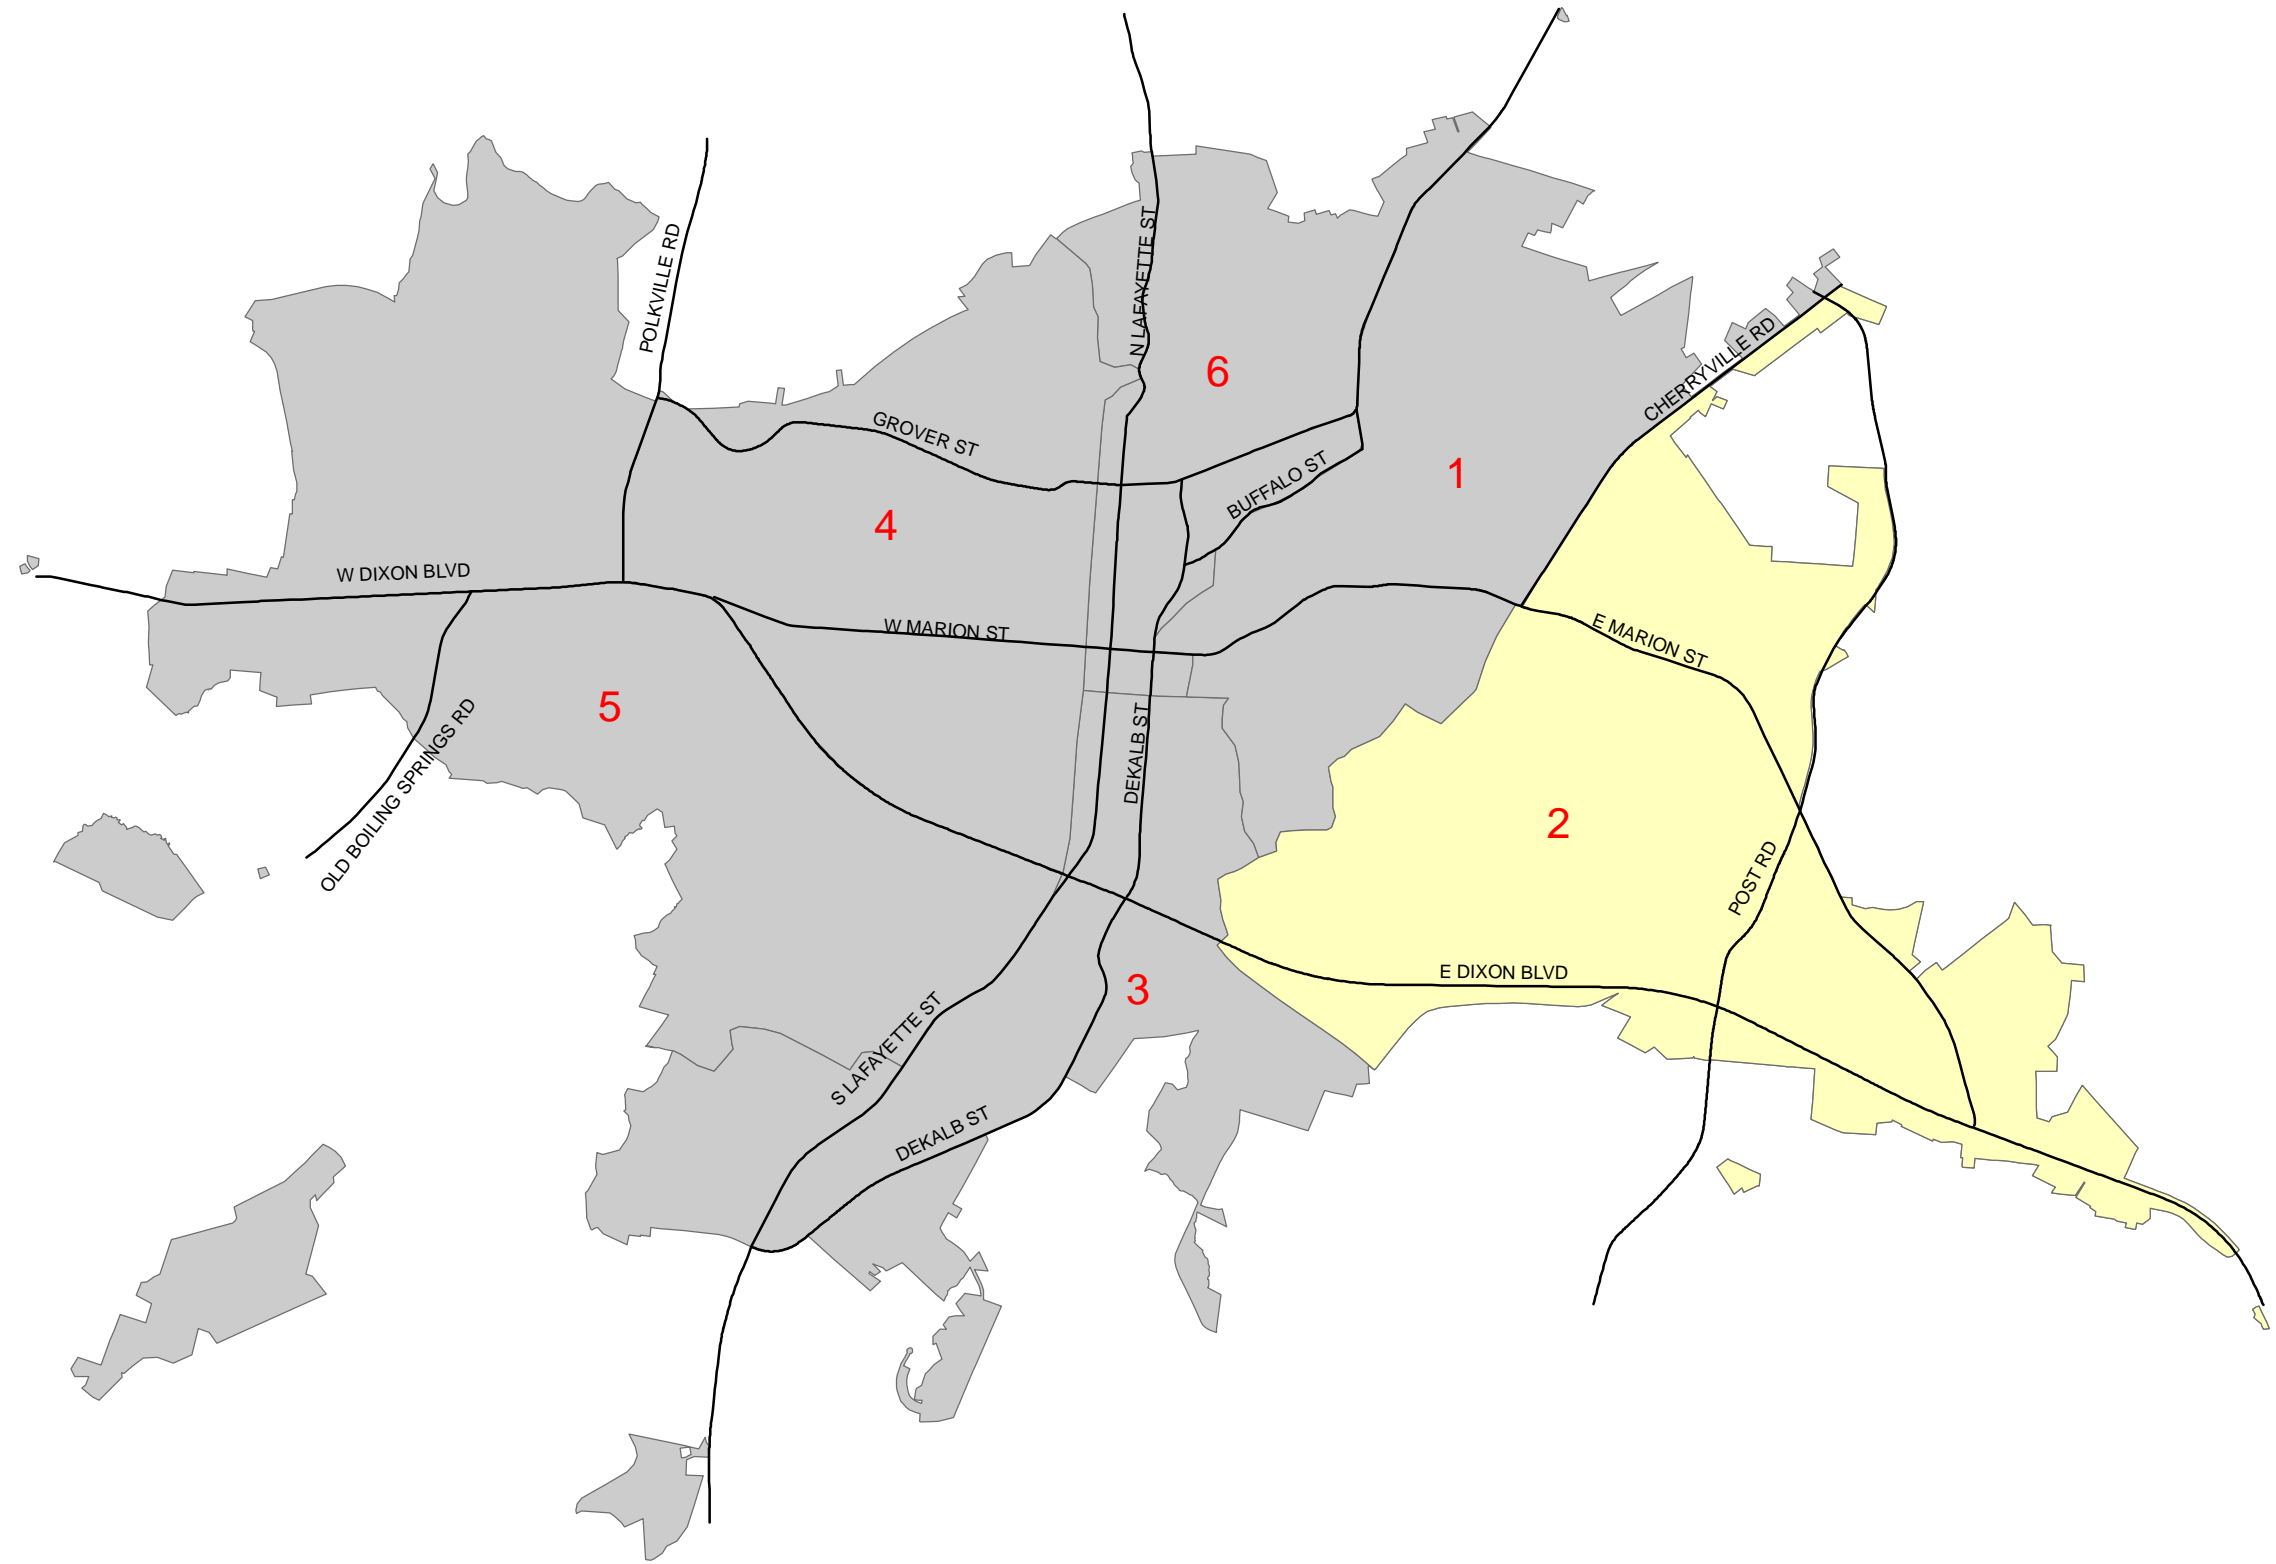 POLKVILLE RD
N LAFAYETTE ST
CHERRYVILLE RD
6
GROVER ST
BUFFALO ST
1
4
W DIXON BLVD
W MARION ST
E MARION ST
5
OLD BOILING SPRINGS RD
DEKALB ST
2
POST RD
E DIXON BLVD
3
S LAFAYETTE ST
DEKALB ST